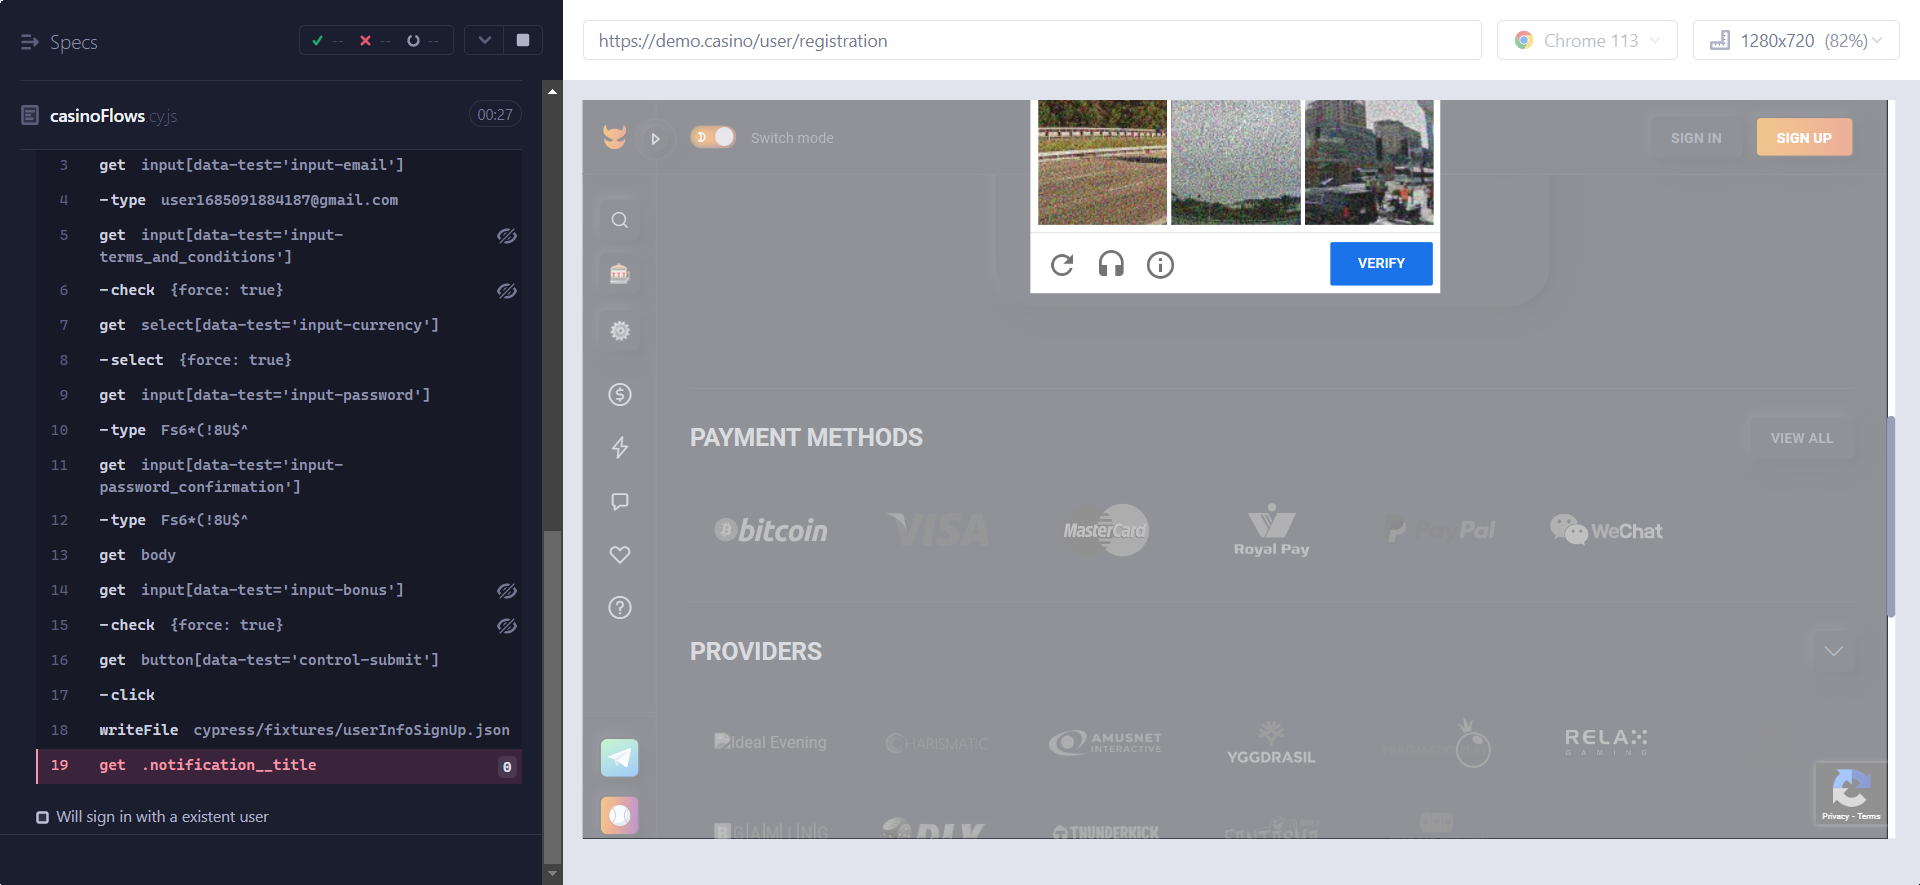 Specs
--
--
--
https://demo.casino/user/registration
Chrome 113
1280x720 (82%)
casinoFlows.cy.js
00:27
3 get input[data-test='input-email']
4 -type user1685091884187@gmail.com
5 get input[data-test='input-
terms_and_conditions']
6 -check {force: true}
7 get select[data-test='input-currency']
8 -select {force: true}
9 get input[data-test='input-password']
10 -type Fs6*(!8U$^
11 get input[data-test='input-
password_confirmation']
12 -type Fs6*(!8U$^
13 get body
14 get input[data-test='input-bonus']
15 -check {force: true}
16 get button[data-test='control-submit']
17 -click
18 writeFile cypress/fixtures/userInfoSignUp.json
19 get .notification__title 0
Will sign in with a existent user
Switch mode
SIGN IN
SIGN UP
VERIFY
PAYMENT METHODS
VIEW ALL
bitcoin
VISA
MasterCard
Royal Pay
PayPal
WeChat
PROVIDERS
Ideal Evening
CHARISMATIC
AMUSNET
INTERACTIVE
YGGDRASIL
RELAX
GAMING
BGAMING
DLV
THUNDERKICK
FANTASMA
Privacy - Terms